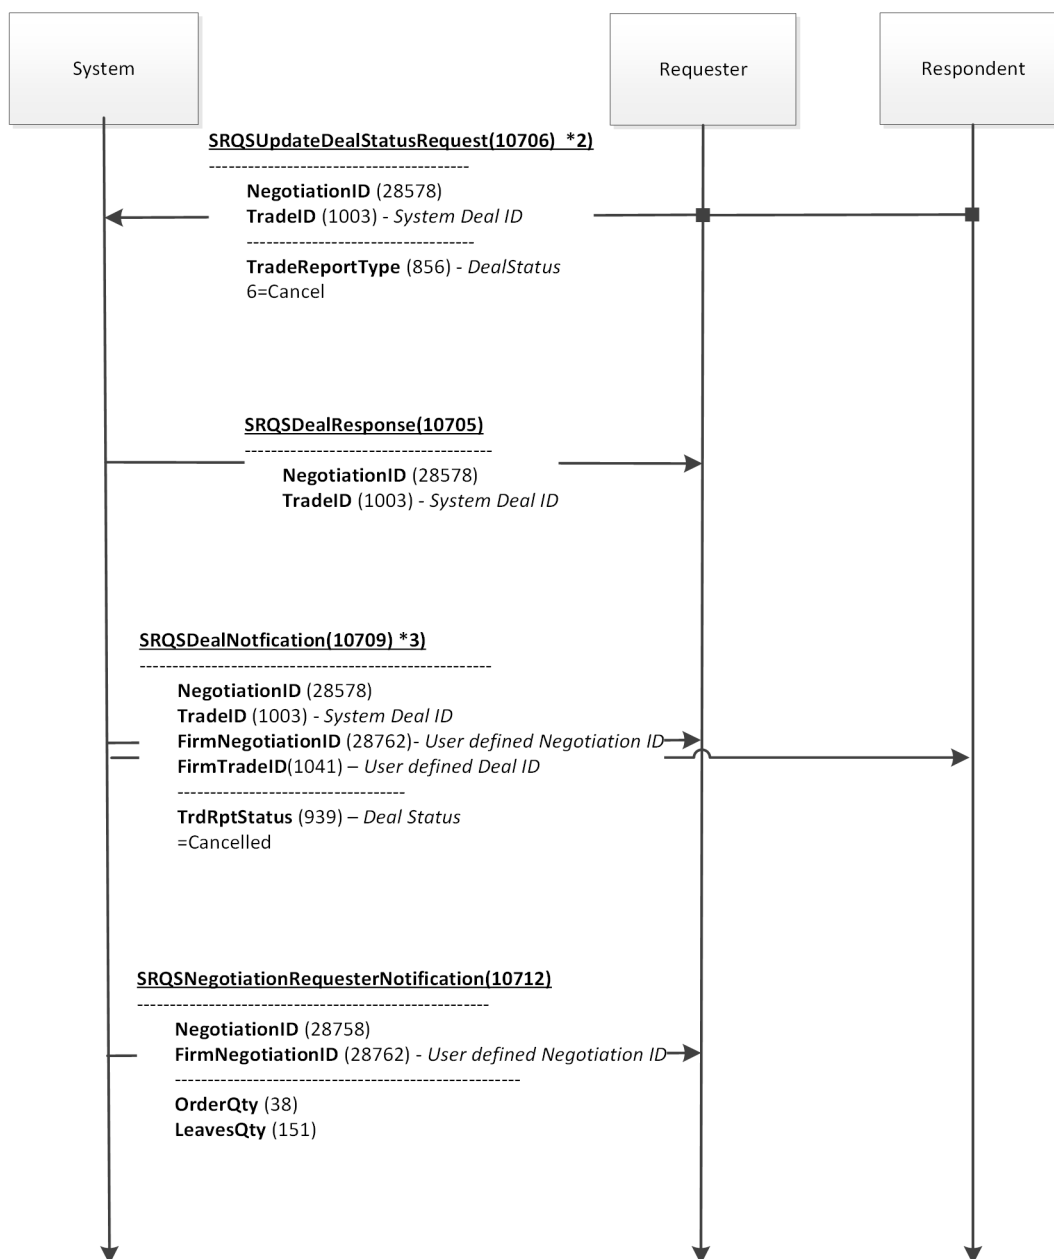 System
Requester
Respondent
SRQSUpdateDealStatusRequest(10706) *2)
----------------------------------------
NegotiationID (28578)
TradeID (1003) - System Deal ID
-----------------------------------
TradeReportType (856) - DealStatus
6=Cancel
SRQSDealResponse(10705)
--------------------------------------
NegotiationID (28578)
TradeID (1003) - System Deal ID
SRQSDealNotfication(10709) *3)
------------------------------------------------------
NegotiationID (28578)
TradeID (1003) - System Deal ID
FirmNegotiationID (28762)- User defined Negotiation ID
FirmTradeID(1041) – User defined Deal ID
-----------------------------------
TrdRptStatus (939) – Deal Status
=Cancelled
SRQSNegotiationRequesterNotification(10712)
------------------------------------------------------
NegotiationID (28758)
FirmNegotiationID (28762) - User defined Negotiation ID
-----------------------------------------------------
OrderQty (38)
LeavesQty (151)